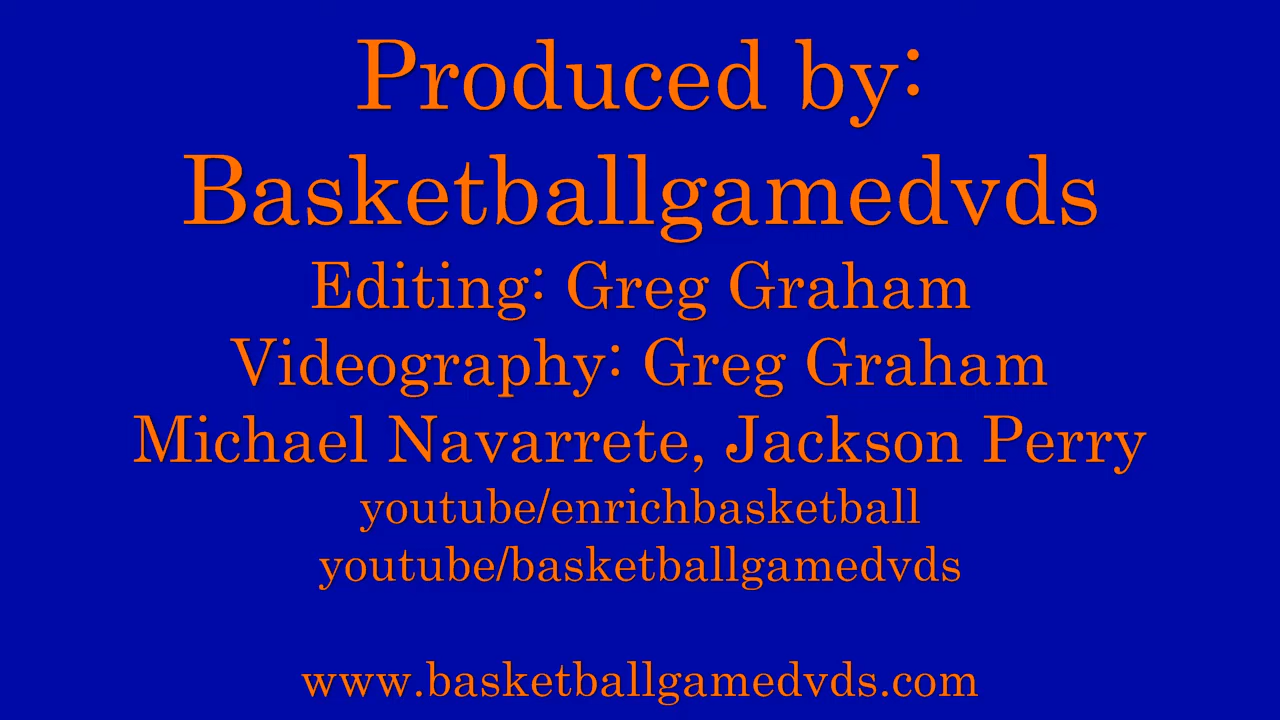 Produced by:
Basketballgamedvds
Editing: Greg Graham
Videography: Greg Graham
Michael Navarrete, Jackson Perry
youtube/enrichbasketball
youtube/basketballgamedvds
www.basketballgamedvds.com